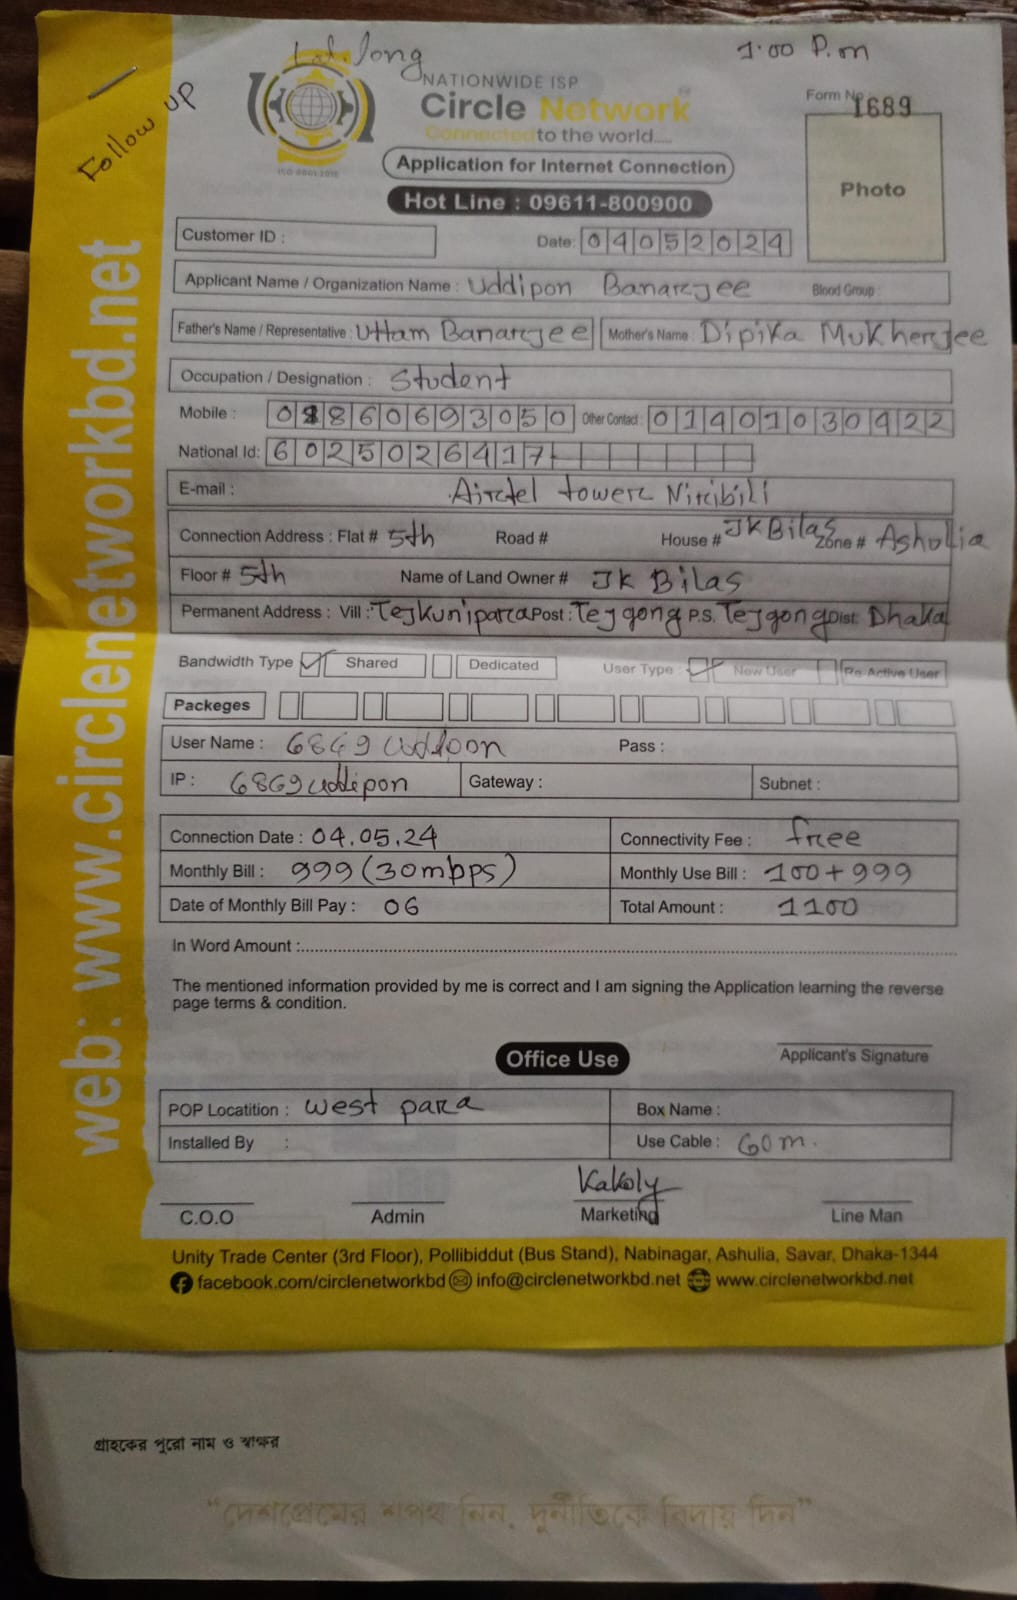 Lat. long
1.00 P.m
Follow UP
NATIONWIDE ISP
Form No. 1689
Circle Network
Connected to the world.....
ISO 9001:2015
Application for Internet Connection
Photo
Hot Line : 09611-800900
Customer ID :
Date: 04052024
Applicant Name / Organization Name : Uddipon Banarjee Blood Group :
Father's Name / Representative : Uttam Banarjee Mother's Name : Dipika Mukherjee
Occupation / Designation : Student
Mobile : 01860693050 Other Contact : 01401030422
National Id: 6025026417
E-mail : Airtel tower Niribili
Connection Address : Flat # 5th Road # House # JK Bilas Zone # Ashulia
Floor # 5th Name of Land Owner # JK Bilas
Permanent Address : Vill : Tejkunipara Post : Tejgong P.S. Tejgong Dist: Dhaka
Bandwidth Type Shared Dedicated User Type : New User Re-Active User
Packeges
User Name : Pass :
IP : 6869uddipon Gateway : Subnet :
Connection Date : 04.05.24 Connectivity Fee : free
Monthly Bill : 999 (30mbps) Monthly Use Bill : 100+999
Date of Monthly Bill Pay : 06 Total Amount : 1100
In Word Amount :
The mentioned information provided by me is correct and I am signing the Application learning the reverse
page terms & condition.
Office Use
Applicant's Signature
POP Locatition : West para Box Name :
Installed By : Use Cable : 60m.
Kakoly
C.O.O Admin Marketing Line Man
Unity Trade Center (3rd Floor), Pollibiddut (Bus Stand), Nabinagar, Ashulia, Savar, Dhaka-1344
facebook.com/circlenetworkbd info@circlenetworkbd.net www.circlenetworkbd.net
web: www.circlenetworkbd.net
গ্রাহকের পুরো নাম ও স্বাক্ষর
"দেশপ্রেমের শপথ নিন, দুর্নীতিকে বিদায় দিন"